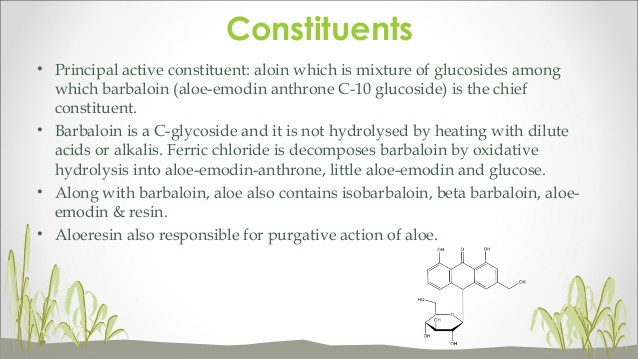 Constituents
• Principal active constituent: aloin which is mixture of glucosides among
which barbaloin (aloe-emodin anthrone C-10 glucoside) is the chief
constituent.
• Barbaloin is a C-glycoside and it is not hydrolysed by heating with dilute
acids or alkalis. Ferric chloride is decomposes barbaloin by oxidative
hydrolysis into aloe-emodin-anthrone, little aloe-emodin and glucose.
• Along with barbaloin, aloe also contains isobarbaloin, beta barbaloin, aloe-
emodin & resin.
• Aloeresin also responsible for purgative action of aloe.
OH O OH
OH
HO
O
HO OH
OH